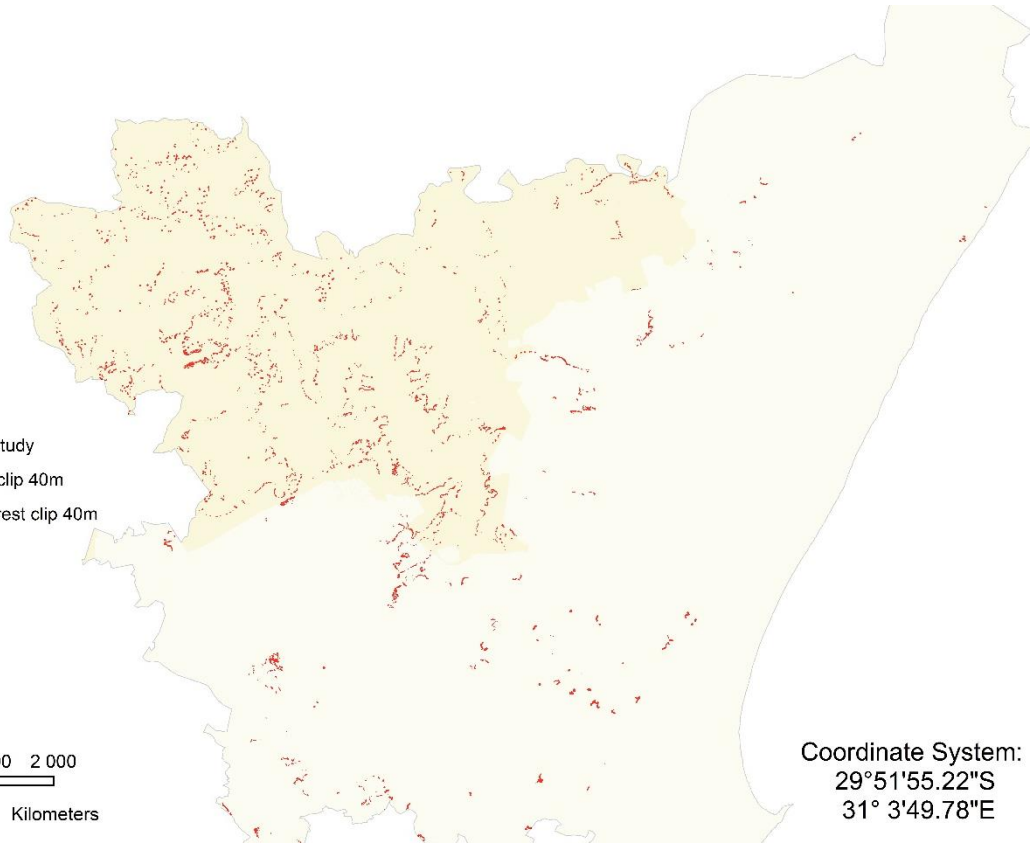 tudy
clip 40m
rest clip 40m
00 2 000
Kilometers
Coordinate System:
29°51'55.22"S
31° 3'49.78"E